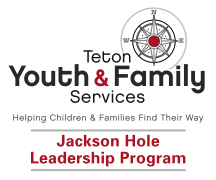 Teton
Youth & Family
Services
Helping Children & Families Find Their Way
Jackson Hole
Leadership Program